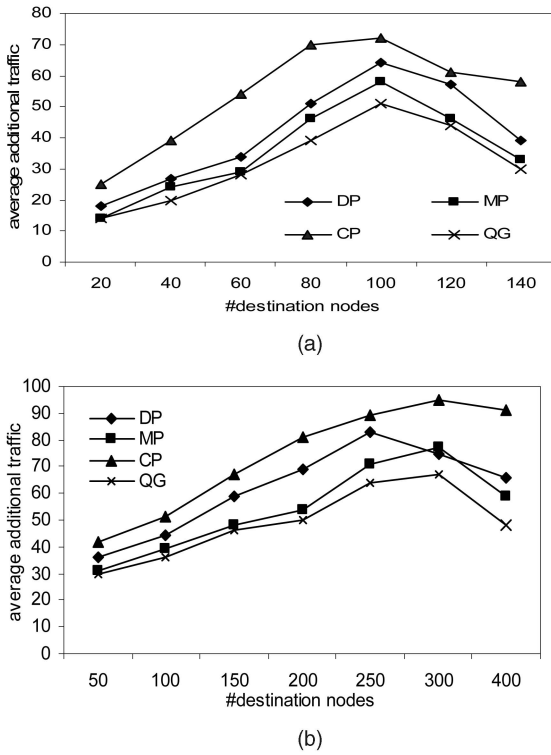 80
70
60
50
40
30
20
10
0
average additional traffic
DP
MP
CP
QG
20 40 60 80 100 120 140
#destination nodes
(a)
100
90
80
70
60
50
40
30
20
10
0
average additional traffic
DP
MP
CP
QG
50 100 150 200 250 300 400
#destination nodes
(b)